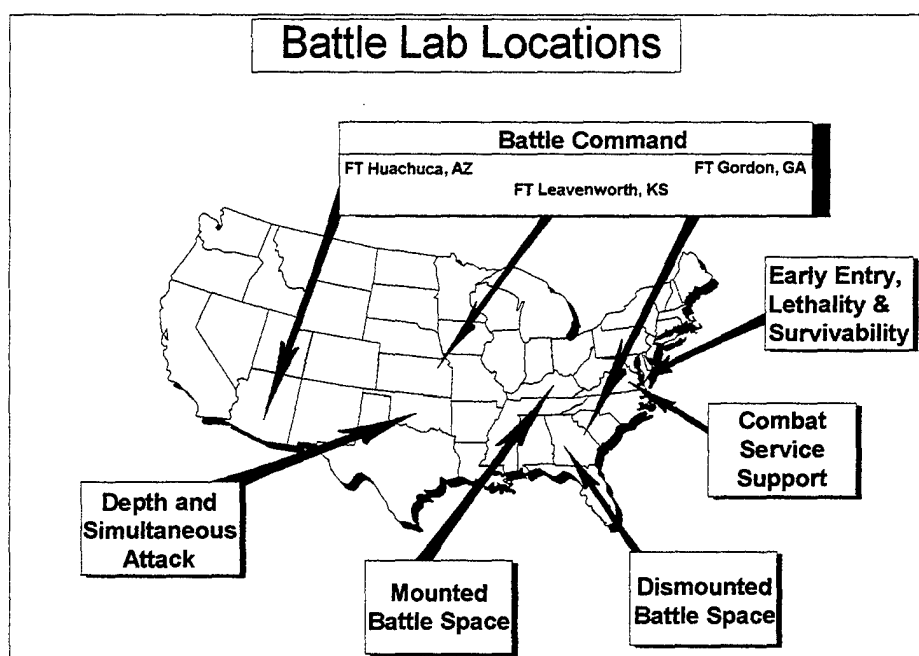 Battle Lab Locations
Battle Command
FT Huachuca, AZ
FT Gordon, GA
FT Leavenworth, KS
Early Entry,
Lethality &
Survivability
Combat
Service
Support
Depth and
Simultaneous
Attack
Mounted
Battle Space
Dismounted
Battle Space